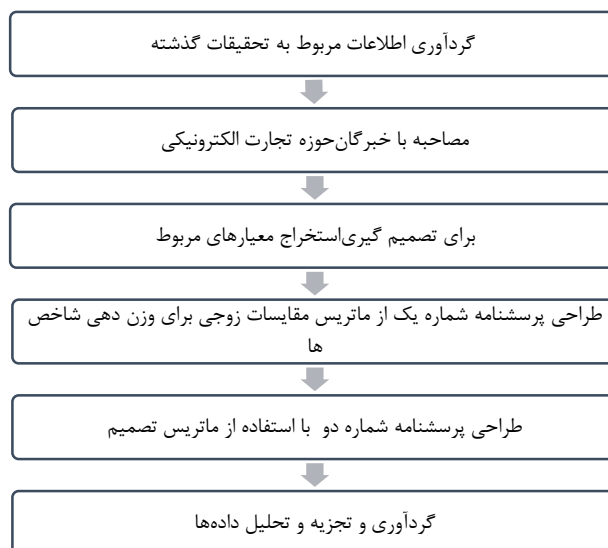 گردآوری اطلاعات مربوط به تحقیقات گذشته
مصاحبه با خبرگان‌حوزه تجارت الکترونیکی
برای تصمیم گیری‌استخراج معیارهای مربوط
طراحی پرسشنامه شماره یک از ماتریس مقایسات زوجی برای وزن دهی شاخص
ها
طراحی پرسشنامه شماره دو با استفاده از ماتریس تصمیم
گردآوری و تجزیه و تحلیل داده‌ها